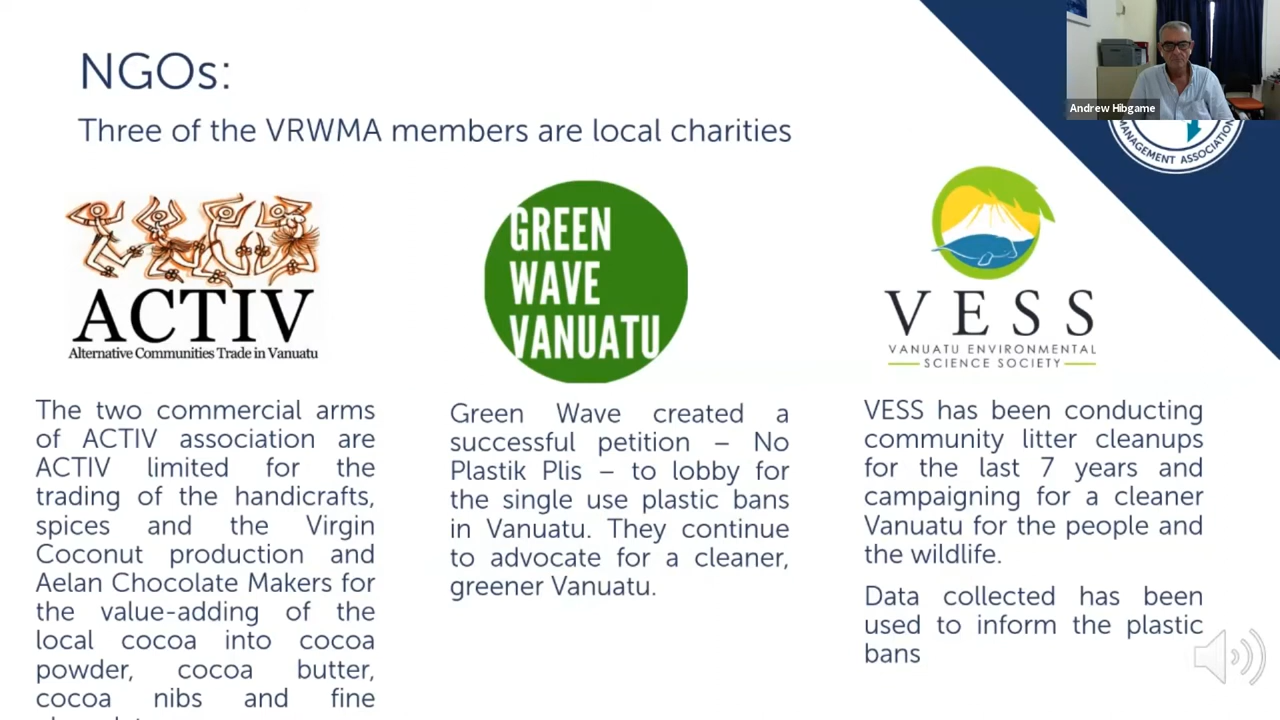 NGOs:
Three of the VRWMA members are local charities
Andrew Hibgame
MANAGEMENT ASSOCIATION
ACTIV
Alternative Communities Trade in Vanuatu
The two commercial arms
of ACTIV association are
ACTIV limited for the
trading of the handicrafts,
spices and the Virgin
Coconut production and
Aelan Chocolate Makers for
the value-adding of the
local cocoa into cocoa
powder, cocoa butter,
cocoa nibs and fine
GREEN
WAVE
VANUATU
Green Wave created a
successful petition – No
Plastik Plis – to lobby for
the single use plastic bans
in Vanuatu. They continue
to advocate for a cleaner,
greener Vanuatu.
VESS
VANUATU ENVIRONMENTAL
SCIENCE SOCIETY
VESS has been conducting
community litter cleanups
for the last 7 years and
campaigning for a cleaner
Vanuatu for the people and
the wildlife.
Data collected has been
used to inform the plastic
bans